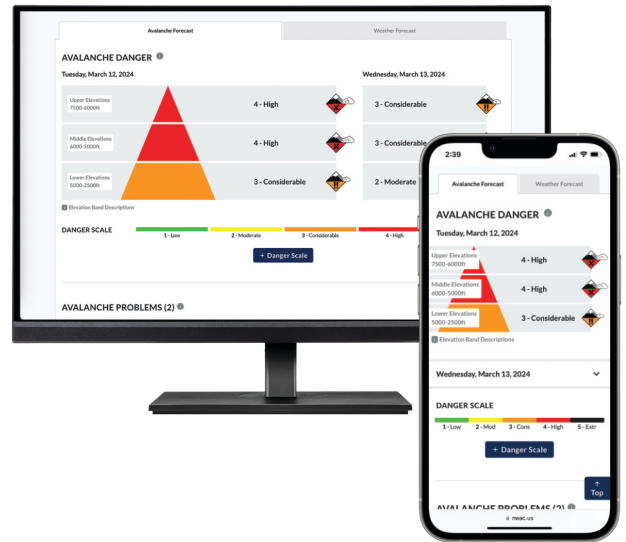 Avalanche Forecast
Weather Forecast
AVALANCHE DANGER
Tuesday, March 12, 2024
Wednesday, March 13, 2024
Upper Elevations
7500-6000ft
4 - High
3 - Considerable
Middle Elevations
6000-5000ft
4 - High
3 - Considerable
Lower Elevations
5000-2500ft
3 - Considerable
2 - Moderate
Elevation Band Descriptions
DANGER SCALE
1 - Low
2 - Moderate
3 - Considerable
4 - High
+ Danger Scale
AVALANCHE PROBLEMS (2)
2:39
Avalanche Forecast
Weather Forecast
AVALANCHE DANGER
Tuesday, March 12, 2024
Upper Elevations
7500-6000ft
4 - High
Middle Elevations
6000-5000ft
4 - High
Lower Elevations
5000-2500ft
3 - Considerable
Elevation Band Descriptions
Wednesday, March 13, 2024
DANGER SCALE
1 - Low
2 - Mod
3 - Cons
4 - High
5 - Extr
+ Danger Scale
↑
Top
AVALANCHE PROBLEMS (2)
nwac.us